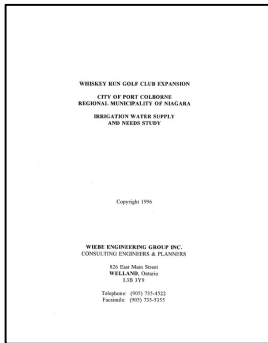 WHISKEY RUN GOLF CLUB EXPANSION
CITY OF PORT COLBORNE
REGIONAL MUNICIPALITY OF NIAGARA
IRRIGATION WATER SUPPLY
AND NEEDS STUDY
Copyright 1996
WIEBE ENGINEERING GROUP INC.
CONSULTING ENGINEERS & PLANNERS
826 East Main Street
WELLAND, Ontario
L3B 3Y9
Telephone: (905) 735-4522
Facsimile: (905) 735-5355